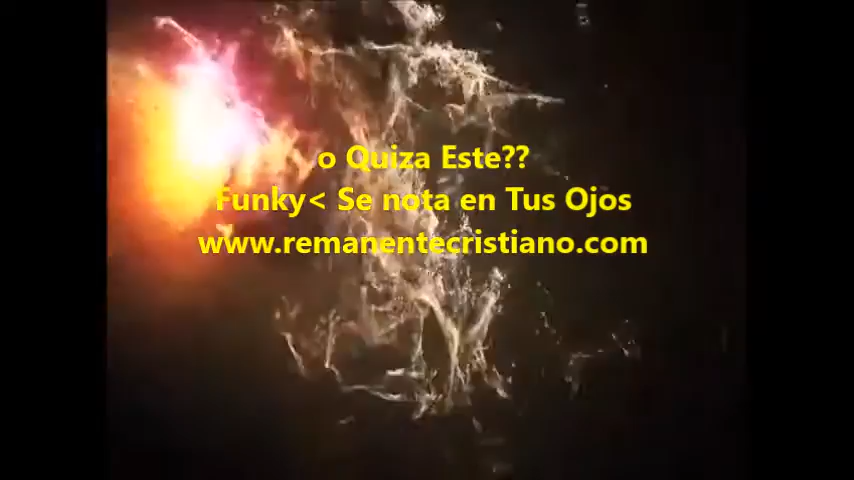 o Quiza Este??
Funky< Se nota en Tus Ojos
www.remanentecristiano.com